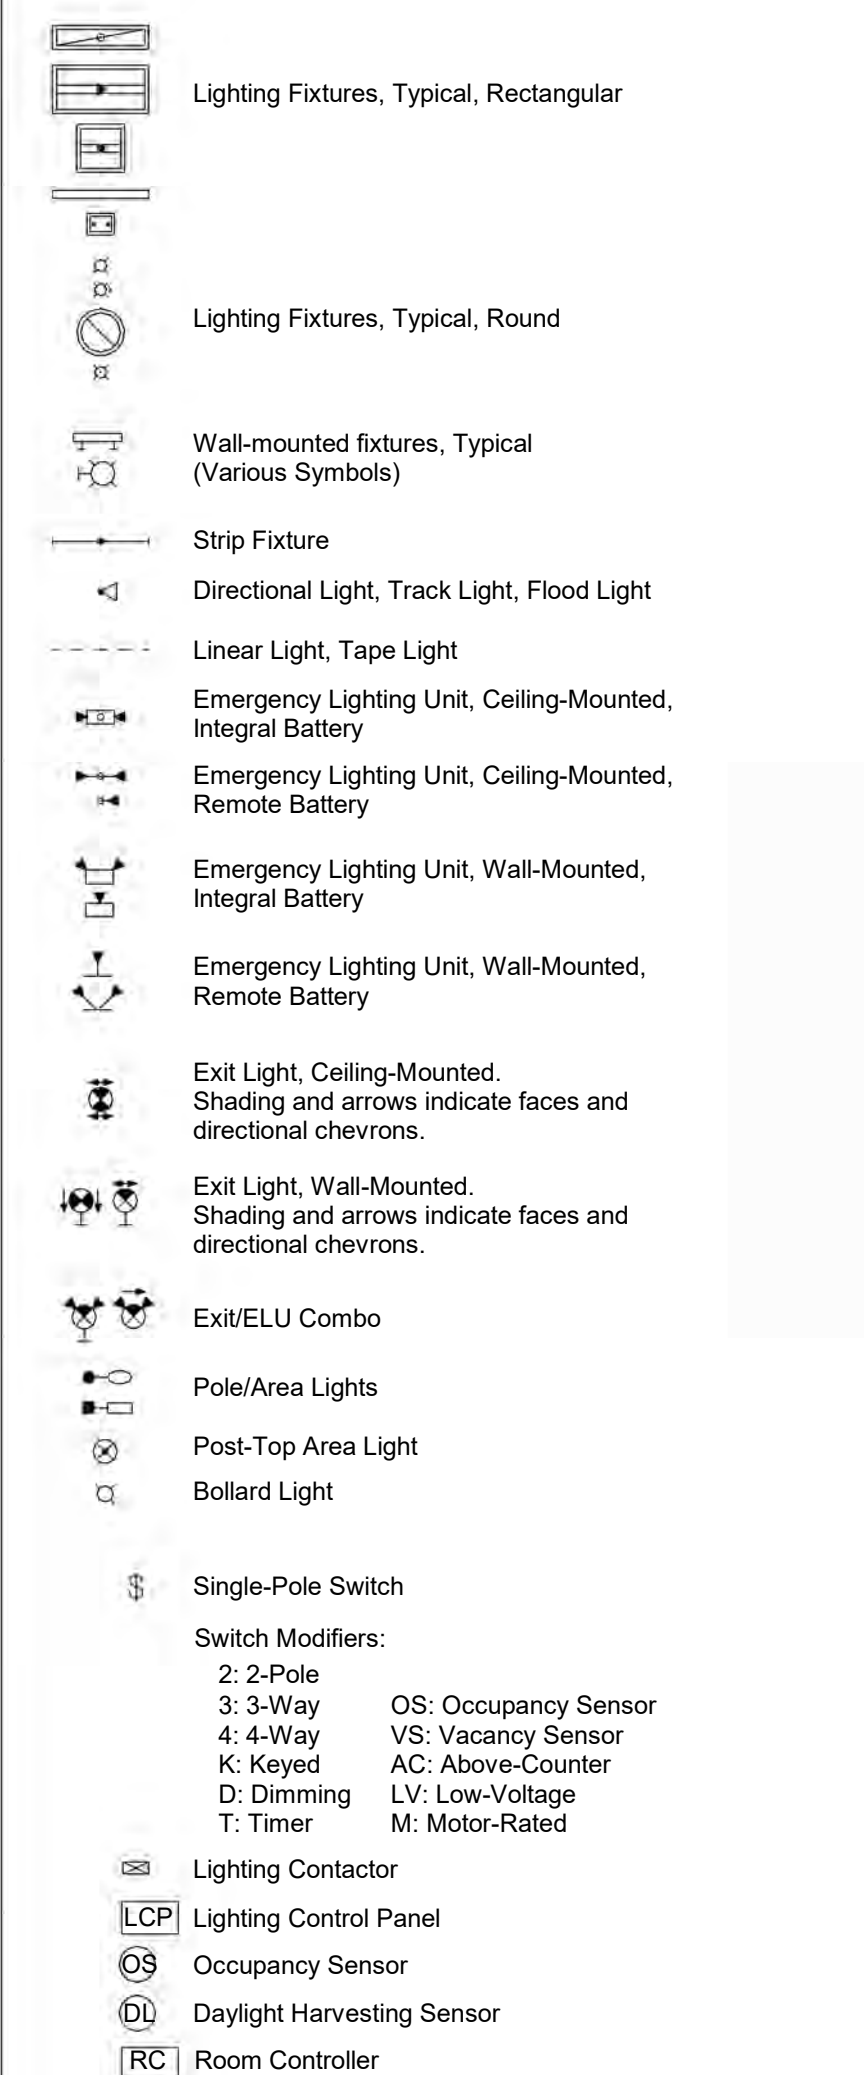 Lighting Fixtures, Typical, Rectangular
Lighting Fixtures, Typical, Round
Wall-mounted fixtures, Typical
(Various Symbols)
Strip Fixture
Directional Light, Track Light, Flood Light
Linear Light, Tape Light
Emergency Lighting Unit, Ceiling-Mounted,
Integral Battery
Emergency Lighting Unit, Ceiling-Mounted,
Remote Battery
Emergency Lighting Unit, Wall-Mounted,
Integral Battery
Emergency Lighting Unit, Wall-Mounted,
Remote Battery
Exit Light, Ceiling-Mounted.
Shading and arrows indicate faces and
directional chevrons.
Exit Light, Wall-Mounted.
Shading and arrows indicate faces and
directional chevrons.
Exit/ELU Combo
Pole/Area Lights
Post-Top Area Light
Bollard Light
$ Single-Pole Switch
Switch Modifiers:
2: 2-Pole
3: 3-Way OS: Occupancy Sensor
4: 4-Way VS: Vacancy Sensor
K: Keyed AC: Above-Counter
D: Dimming LV: Low-Voltage
T: Timer M: Motor-Rated
Lighting Contactor
LCP Lighting Control Panel
OS Occupancy Sensor
DL Daylight Harvesting Sensor
RC Room Controller